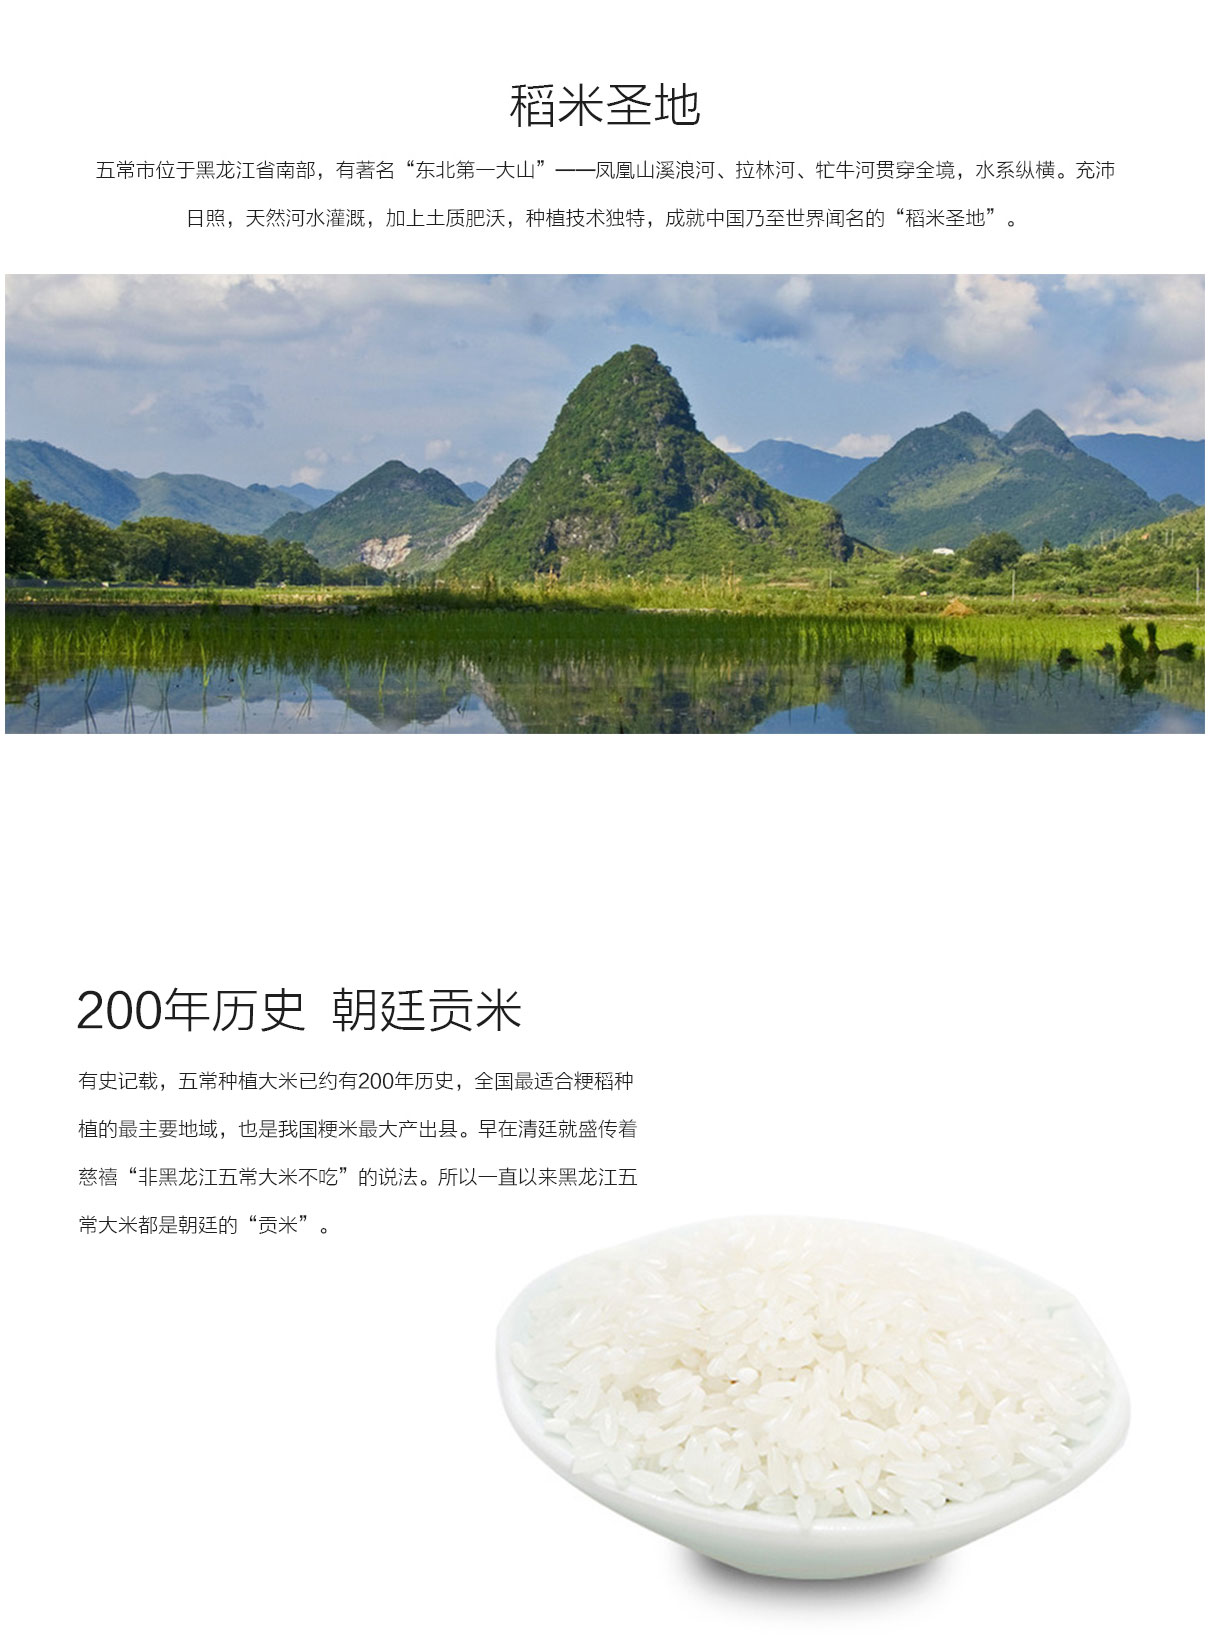 稻米圣地
五常市位于黑龙江省南部，有著名“东北第一大山”——凤凰山溪浪河、拉林河、牤牛河贯穿全境，水系纵横。充沛
日照，天然河水灌溉，加上土质肥沃，种植技术独特，成就中国乃至世界闻名的“稻米圣地”。
200年历史 朝廷贡米
有史记载，五常种植大米已约有200年历史，全国最适合粳稻种
植的最主要地域，也是我国粳米最大产出县。早在清廷就盛传着
慈禧“非黑龙江五常大米不吃”的说法。所以一直以来黑龙江五
常大米都是朝廷的“贡米”。